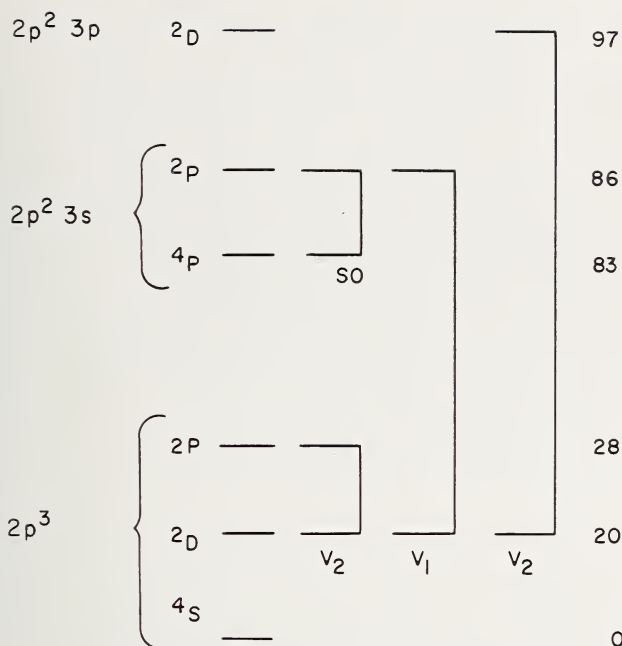 2p² 3p ²D 97
²P 86
2p² 3s
⁴P 83
SO
²P 28
2p³
²D 20
V₂ V₁ V₂
⁴S
0